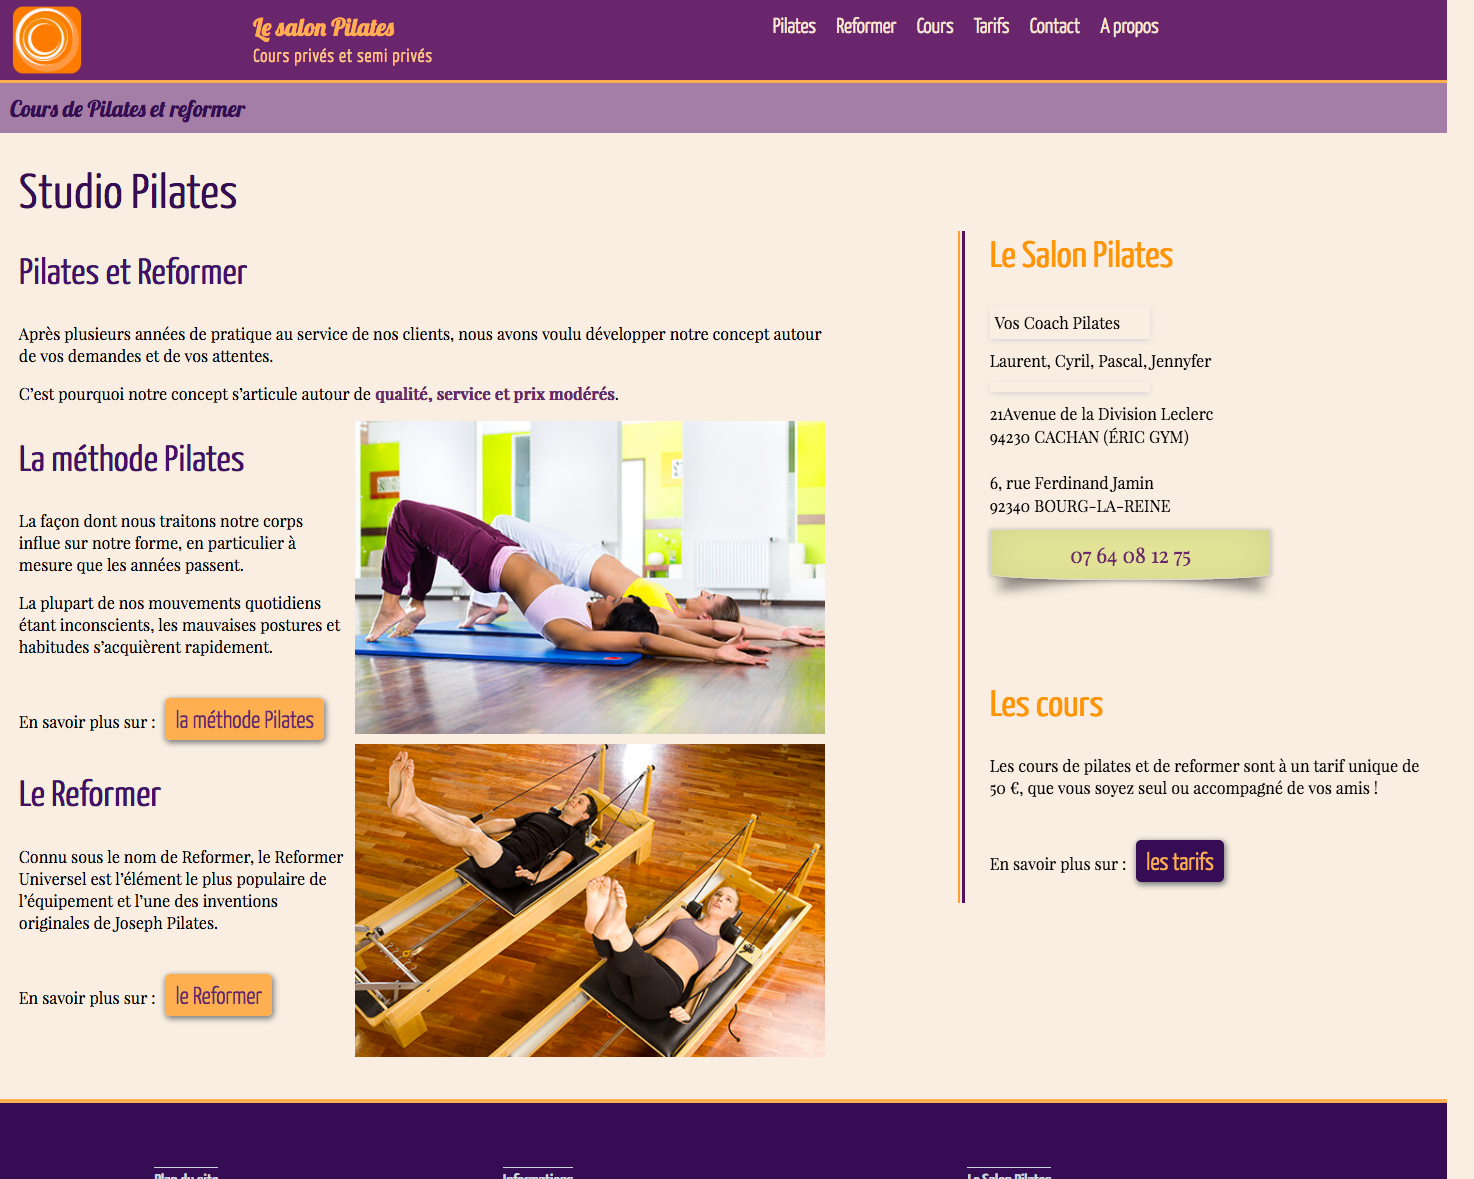 Le salon Pilates
Cours privés et semi privés
Pilates Reformer Cours Tarifs Contact A propos
Cours de Pilates et reformer
Studio Pilates
Pilates et Reformer
Après plusieurs années de pratique au service de nos clients, nous avons voulu développer notre concept autour
de vos demandes et de vos attentes.
C’est pourquoi notre concept s’articule autour de qualité, service et prix modérés.
La méthode Pilates
La façon dont nous traitons notre corps
influe sur notre forme, en particulier à
mesure que les années passent.
La plupart de nos mouvements quotidiens
étant inconscients, les mauvaises postures et
habitudes s’acquièrent rapidement.
En savoir plus sur : la méthode Pilates
Le Reformer
Connu sous le nom de Reformer, le Reformer
Universel est l’élément le plus populaire de
l’équipement et l’une des inventions
originales de Joseph Pilates.
En savoir plus sur : le Reformer
Le Salon Pilates
Vos Coach Pilates
Laurent, Cyril, Pascal, Jennyfer
21Avenue de la Division Leclerc
94230 CACHAN (ÉRIC GYM)
6, rue Ferdinand Jamin
92340 BOURG-LA-REINE
07 64 08 12 75
Les cours
Les cours de pilates et de reformer sont à un tarif unique de
50 €, que vous soyez seul ou accompagné de vos amis !
En savoir plus sur : les tarifs
Plan du site
Informations
Le Salon Pilates